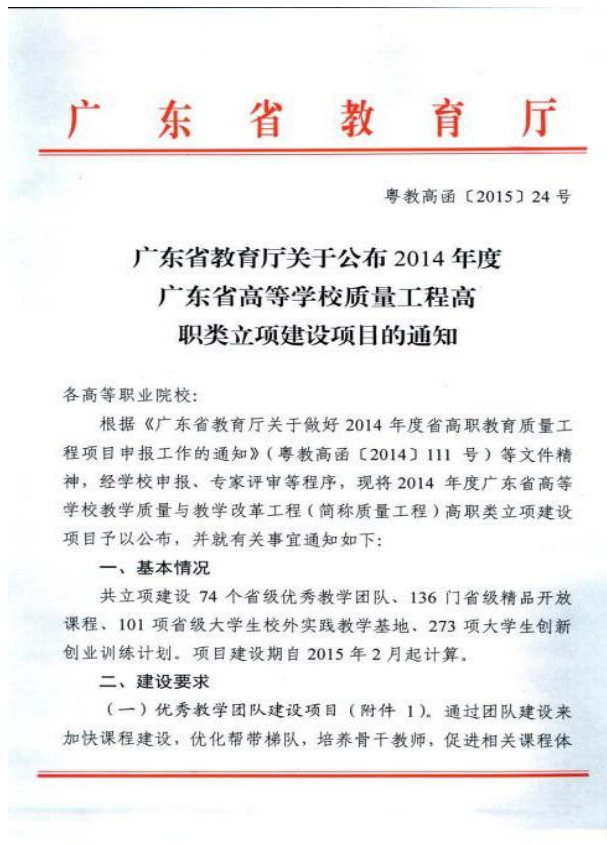 广东省教育厅
粤教高函〔2015〕24号
广东省教育厅关于公布2014年度
广东省高等学校质量工程高
职类立项建设项目的通知
各高等职业院校：
根据《广东省教育厅关于做好2014年度省高职教育质量工
程项目申报工作的通知》（粤教高函〔2014〕111号）等文件精
神，经学校申报、专家评审等程序，现将2014年度广东省高等
学校教学质量与教学改革工程（简称质量工程）高职类立项建设
项目予以公布，并就有关事宜通知如下：
一、基本情况
共立项建设74个省级优秀教学团队、136门省级精品开放
课程、101项省级大学生校外实践教学基地、273项大学生创新
创业训练计划。项目建设期自2015年2月起计算。
二、建设要求
（一）优秀教学团队建设项目（附件1）。通过团队建设来
加快课程建设，优化帮带梯队，培养骨干教师，促进相关课程体